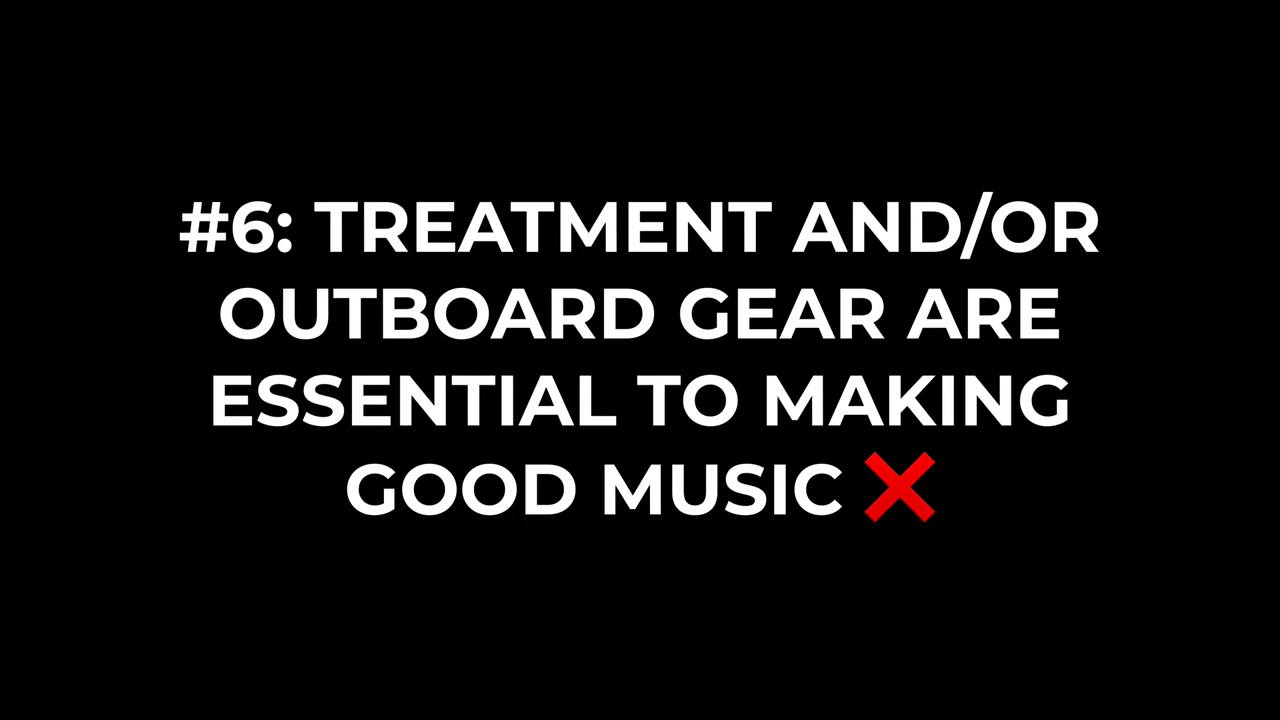 #6: TREATMENT AND/OR
OUTBOARD GEAR ARE
ESSENTIAL TO MAKING
GOOD MUSIC ❌